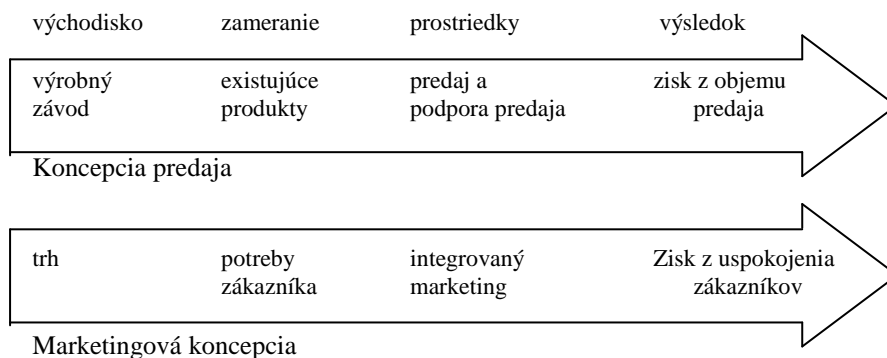 východisko zameranie prostriedky výsledok
výrobný existujúce predaj a zisk z objemu
závod produkty podpora predaja predaja
Koncepcia predaja
trh potreby integrovaný Zisk z uspokojenia
zákazníka marketing zákazníkov
Marketingová koncepcia